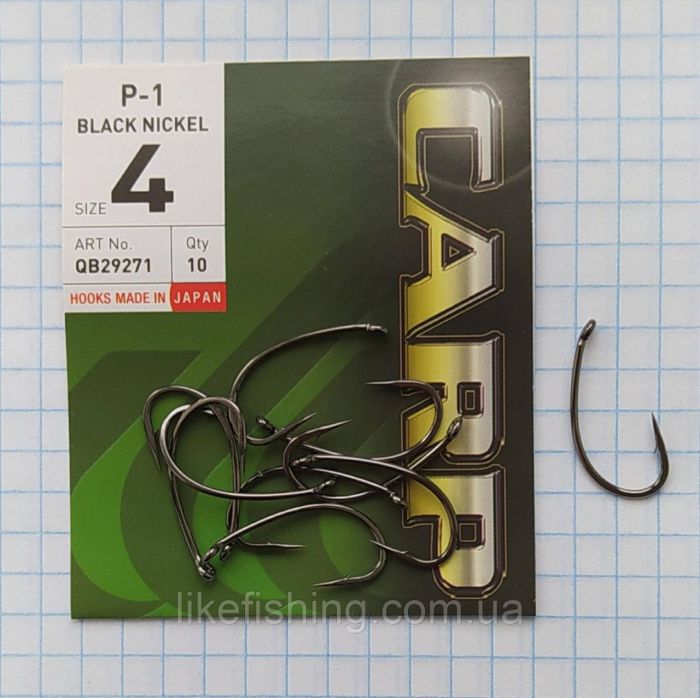 P-1
BLACK NICKEL
SIZE 4
ART No. Qty
QB29271 10
HOOKS MADE IN JAPAN
CARP
likefishing.com.ua